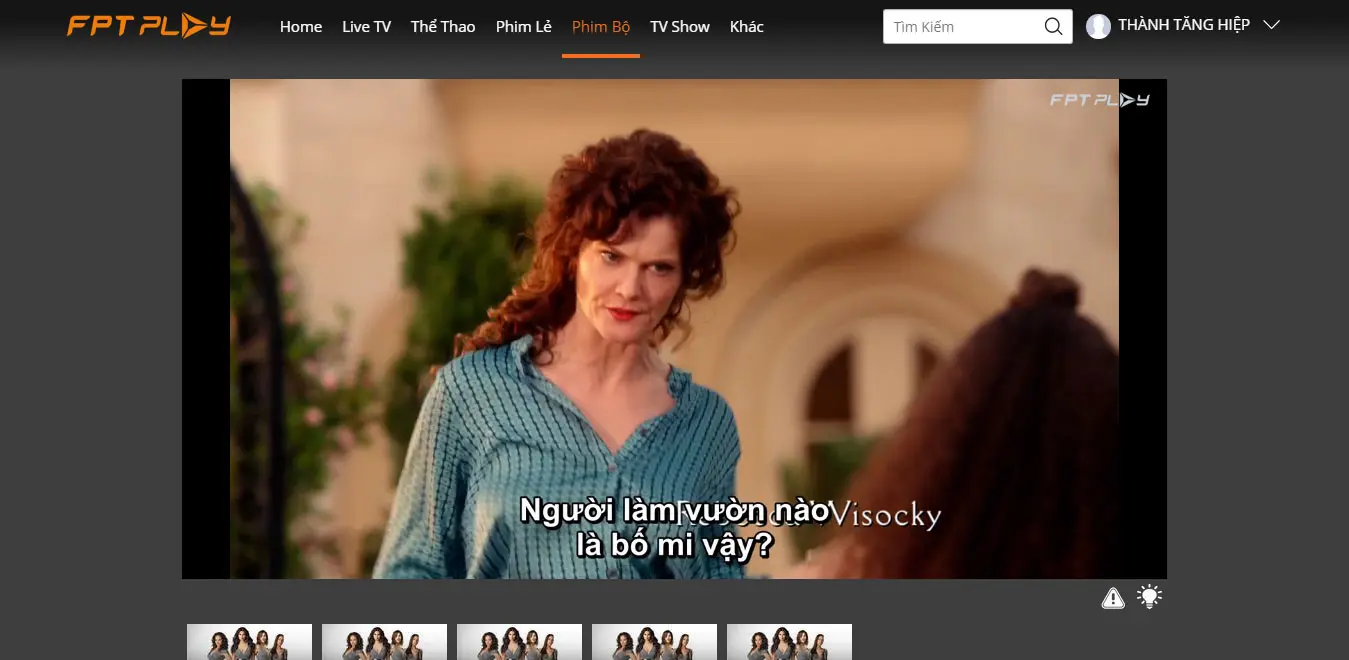 FPT PLAY
Home Live TV Thể Thao Phim Lẻ Phim Bộ TV Show Khác
Tìm Kiếm
THÀNH TĂNG HIỆP
FPT PLAY
Visocky
Người làm vườn nào
là bố mi vậy?